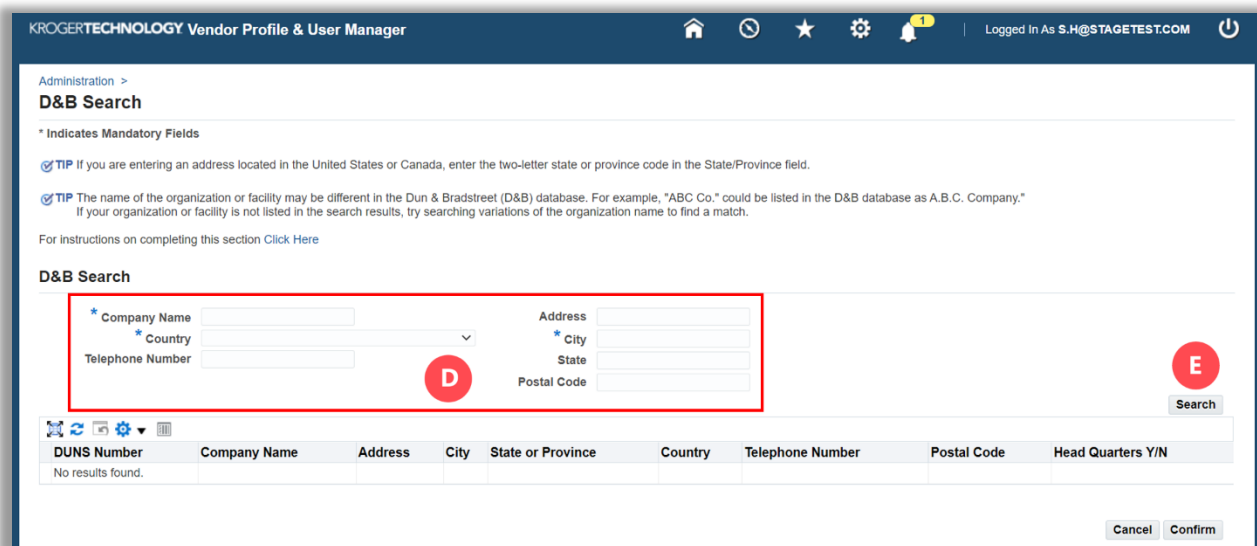 KROGERTECHNOLOGY Vendor Profile & User Manager
1
Logged In As S.H@STAGETEST.COM
Administration >
D&B Search
* Indicates Mandatory Fields
TIP If you are entering an address located in the United States or Canada, enter the two-letter state or province code in the State/Province field.
TIP The name of the organization or facility may be different in the Dun & Bradstreet (D&B) database. For example, "ABC Co." could be listed in the D&B database as A.B.C. Company."
If your organization or facility is not listed in the search results, try searching variations of the organization name to find a match.
For instructions on completing this section Click Here
D&B Search
* Company Name
Address
* Country
* City
Telephone Number
State
Postal Code
D
E
Search
DUNS Number Company Name Address City State or Province Country Telephone Number Postal Code Head Quarters Y/N
No results found.
Cancel Confirm